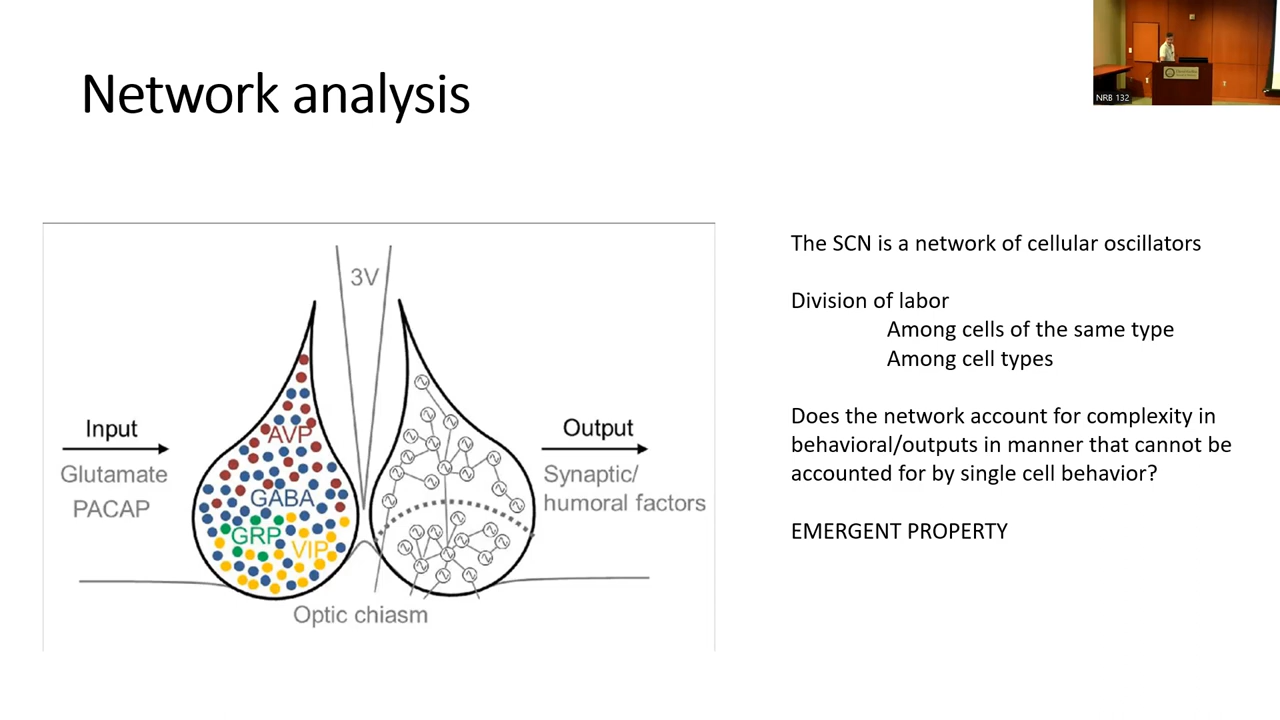 Network analysis
NRB 132
3V
Input
Glutamate
PACAP
AVP
GABA
GRP
VIP
Output
Synaptic/
humoral factors
Optic chiasm
The SCN is a network of cellular oscillators
Division of labor
Among cells of the same type
Among cell types
Does the network account for complexity in
behavioral/outputs in manner that cannot be
accounted for by single cell behavior?
EMERGENT PROPERTY